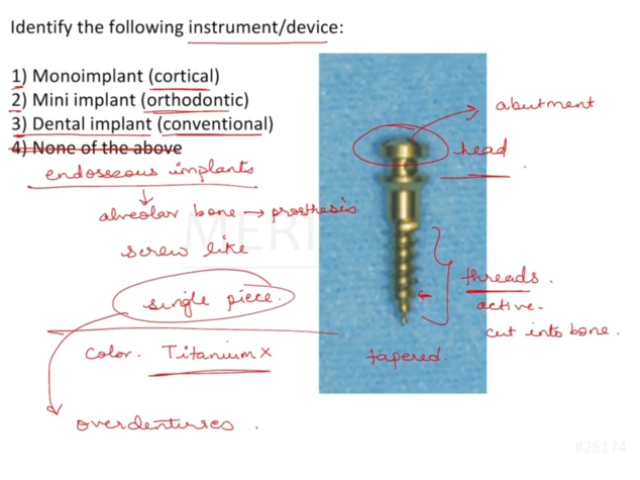 Identify the following instrument/device:
1) Monoimplant (cortical)
2) Mini implant (orthodontic)
3) Dental implant (conventional)
4) None of the above
endosseous implants
alveolar bone → prosthesis
screw like
single piece.
color. Titanium x
overdentures.
abutment
head
threads.
active.
cut into bone.
tapered.
MERI
#26174